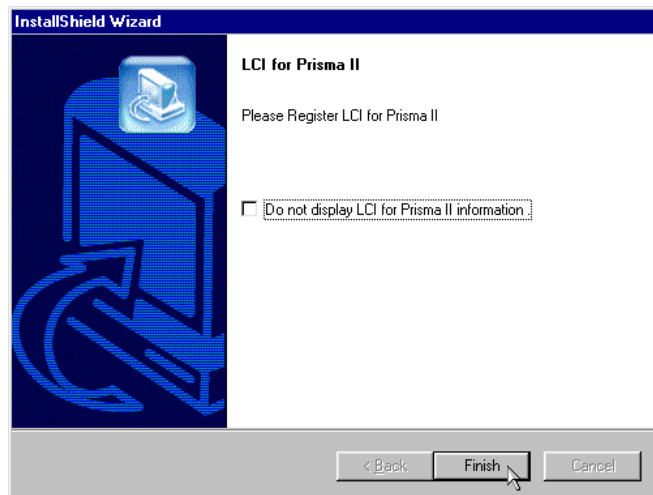 InstallShield Wizard
LCI for Prisma II
Please Register LCI for Prisma II
Do not display LCI for Prisma II information .
< Back
Finish
Cancel